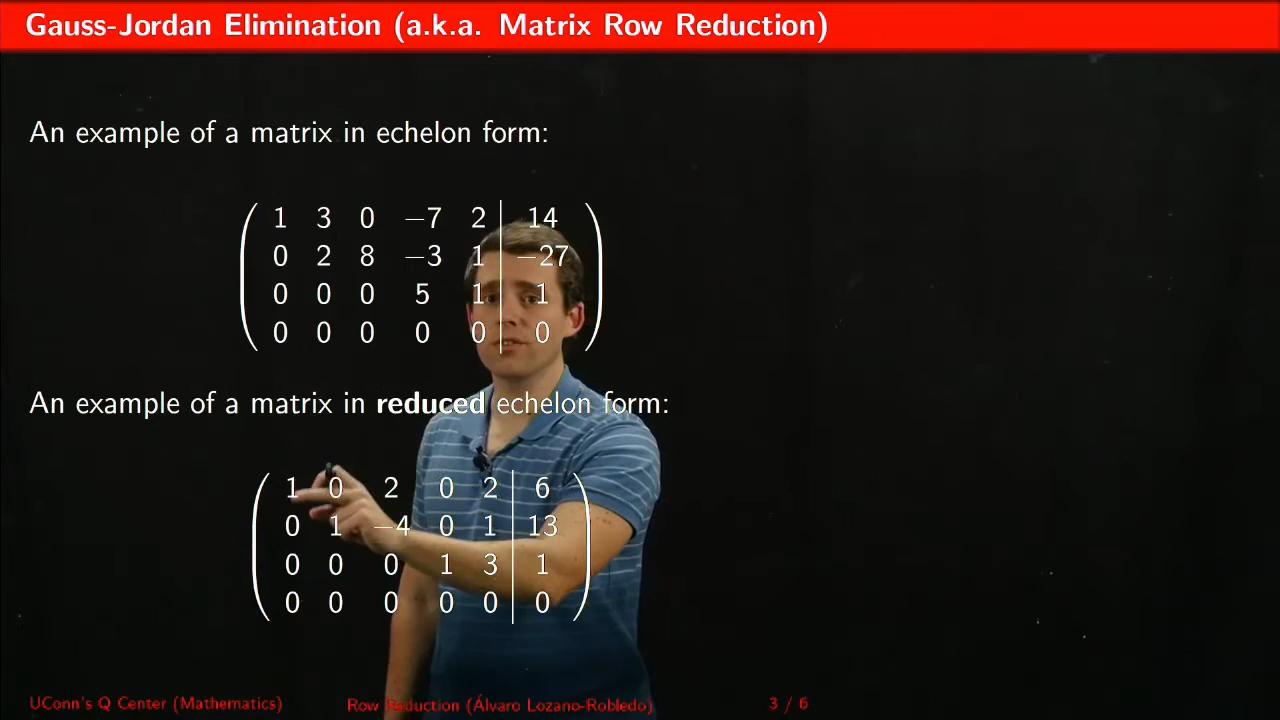 Gauss-Jordan Elimination (a.k.a. Matrix Row Reduction)
An example of a matrix in echelon form:
1 3 0 −7 2 14
0 2 8 −3 1 −27
0 0 0 5 1 1
0 0 0 0 0 0
An example of a matrix in reduced echelon form:
1 0 2 0 2 6
0 1 −4 0 1 13
0 0 0 1 3 1
0 0 0 0 0 0
UConn's Q Center (Mathematics) Row Reduction (Álvaro Lozano-Robledo) 3 / 6